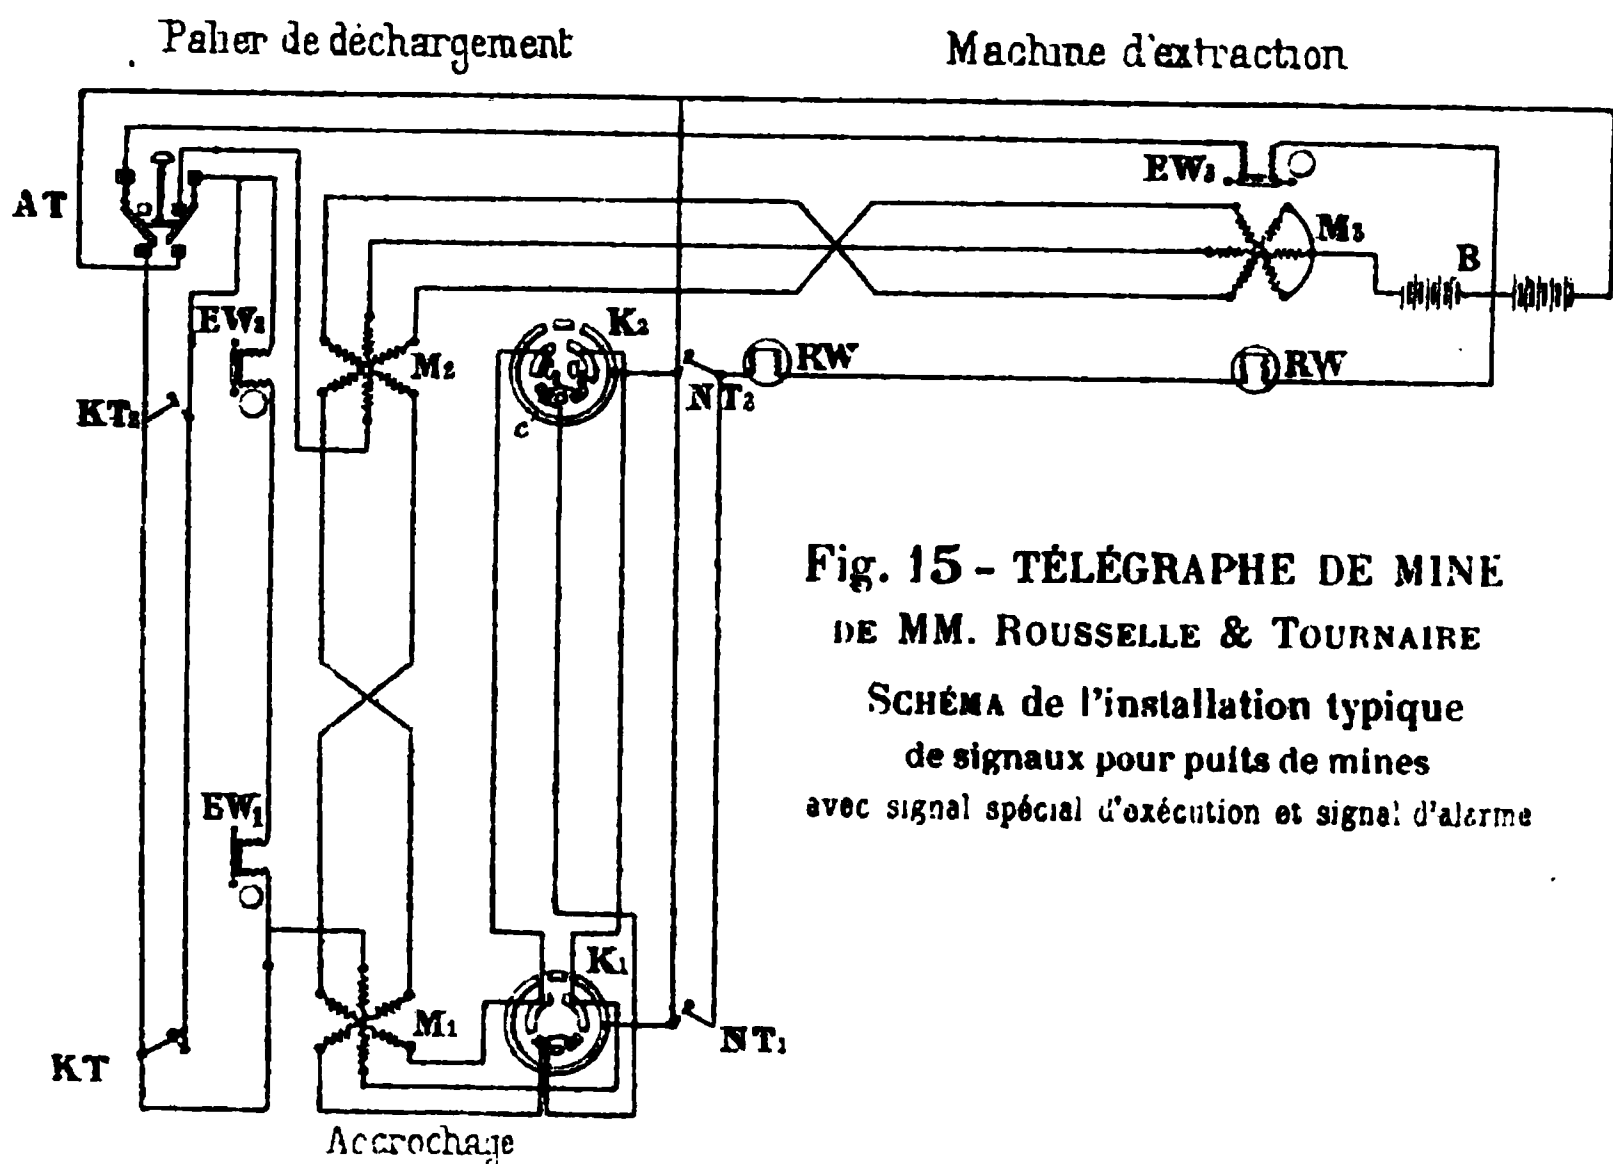 Palier de déchargement
Machine d'extraction
EW3
AT
M3
B
EW2
K2
M2
RW
RW
KT2
NT2
c
Fig. 15 - TÉLÉGRAPHE DE MINE
DE MM. ROUSSELLE & TOURNAIRE
SCHÉMA de l'installation typique
de signaux pour puits de mines
avec signal spécial d'exécution et signal d'alarme
EW1
K1
M1
NT1
KT
Accrochage